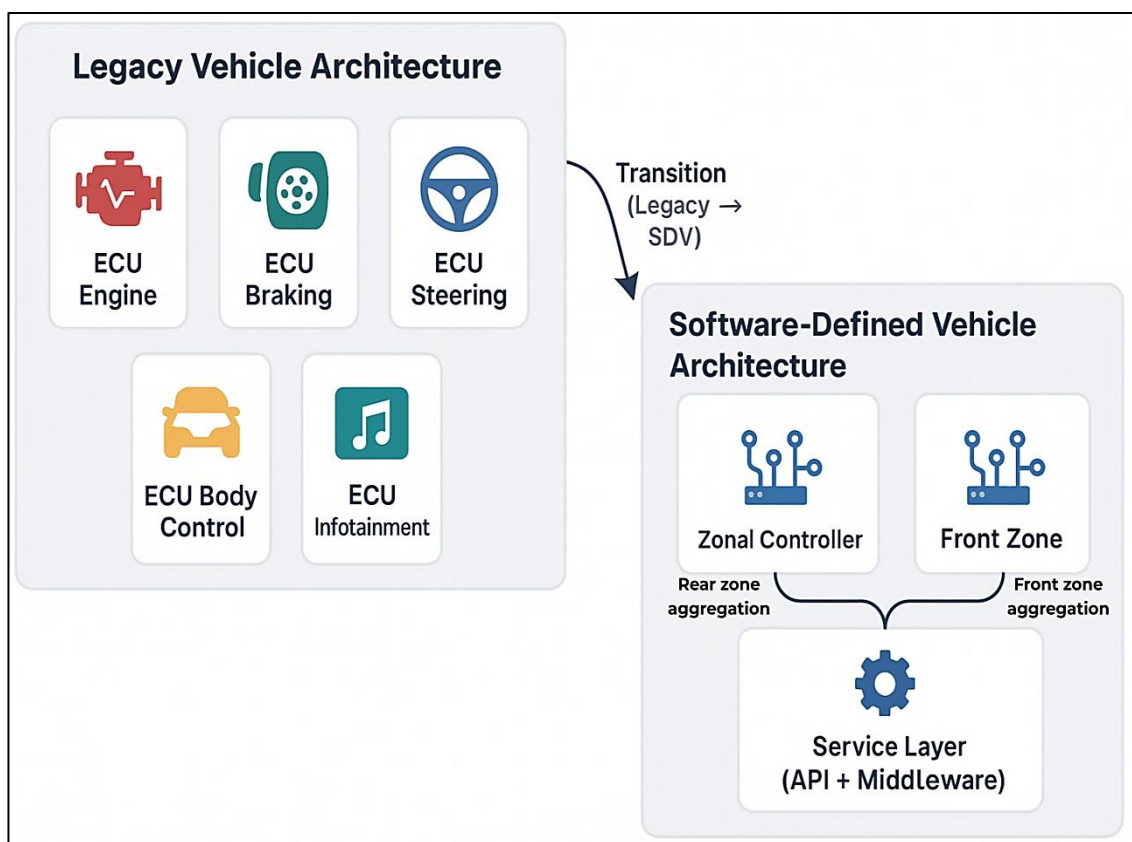 Legacy Vehicle Architecture
ECU
Engine
ECU
Braking
ECU
Steering
ECU Body
Control
ECU
Infotainment
Transition
(Legacy →
SDV)
Software-Defined Vehicle
Architecture
Zonal Controller
Front Zone
Rear zone
aggregation
Front zone
aggregation
Service Layer
(API + Middleware)